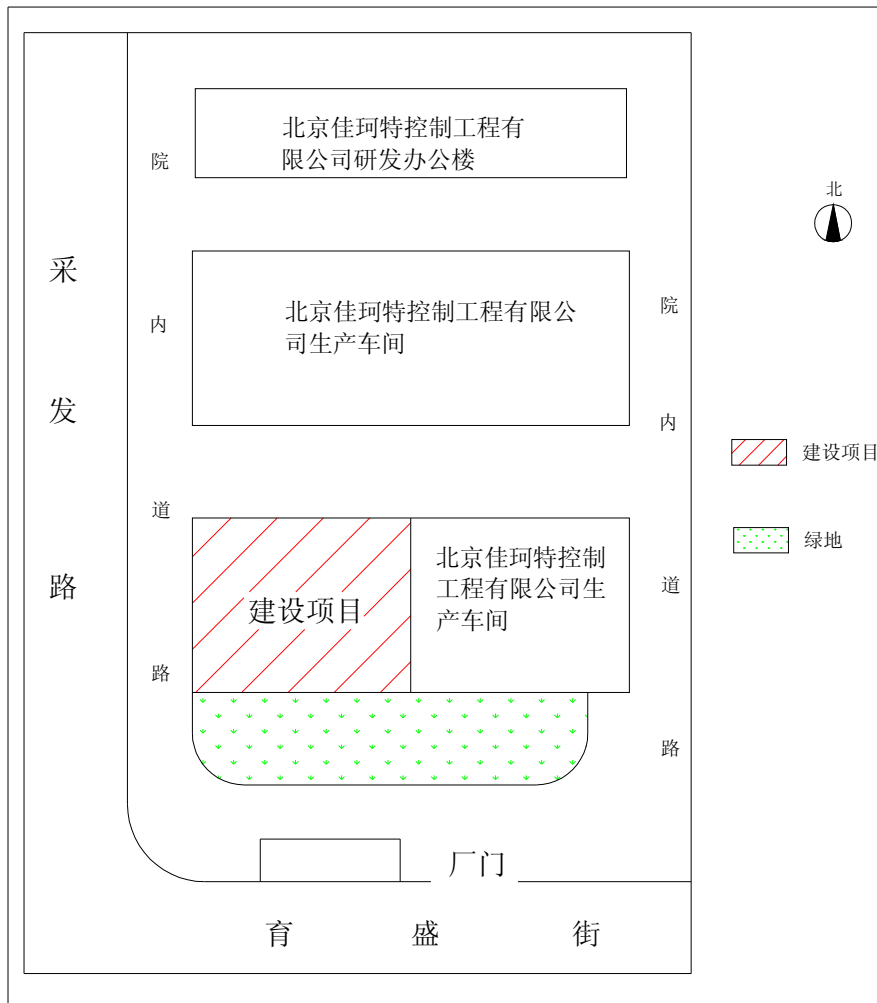 北京佳珂特控制工程有
限公司研发办公楼
北
院内道路
采发路
北京佳珂特控制工程有限公
司生产车间
院内道路
建设项目
绿地
建设项目
北京佳珂特控制
工程有限公司生
产车间
厂门
育盛街